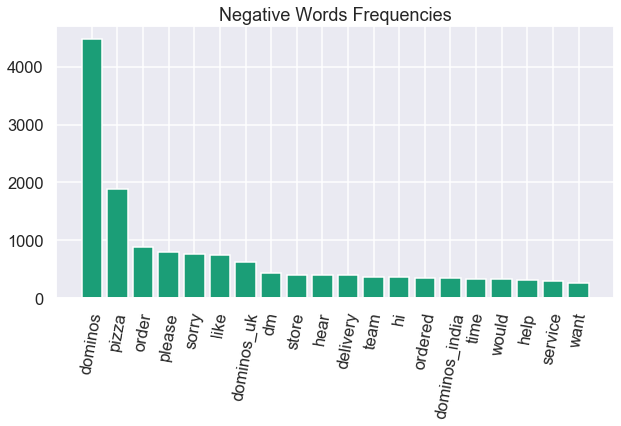 Negative Words Frequencies
4000
3000
2000
1000
0
dominos
pizza
order
please
sorry
like
dominos_uk
dm
store
hear
delivery
team
hi
ordered
dominos_india
time
would
help
service
want